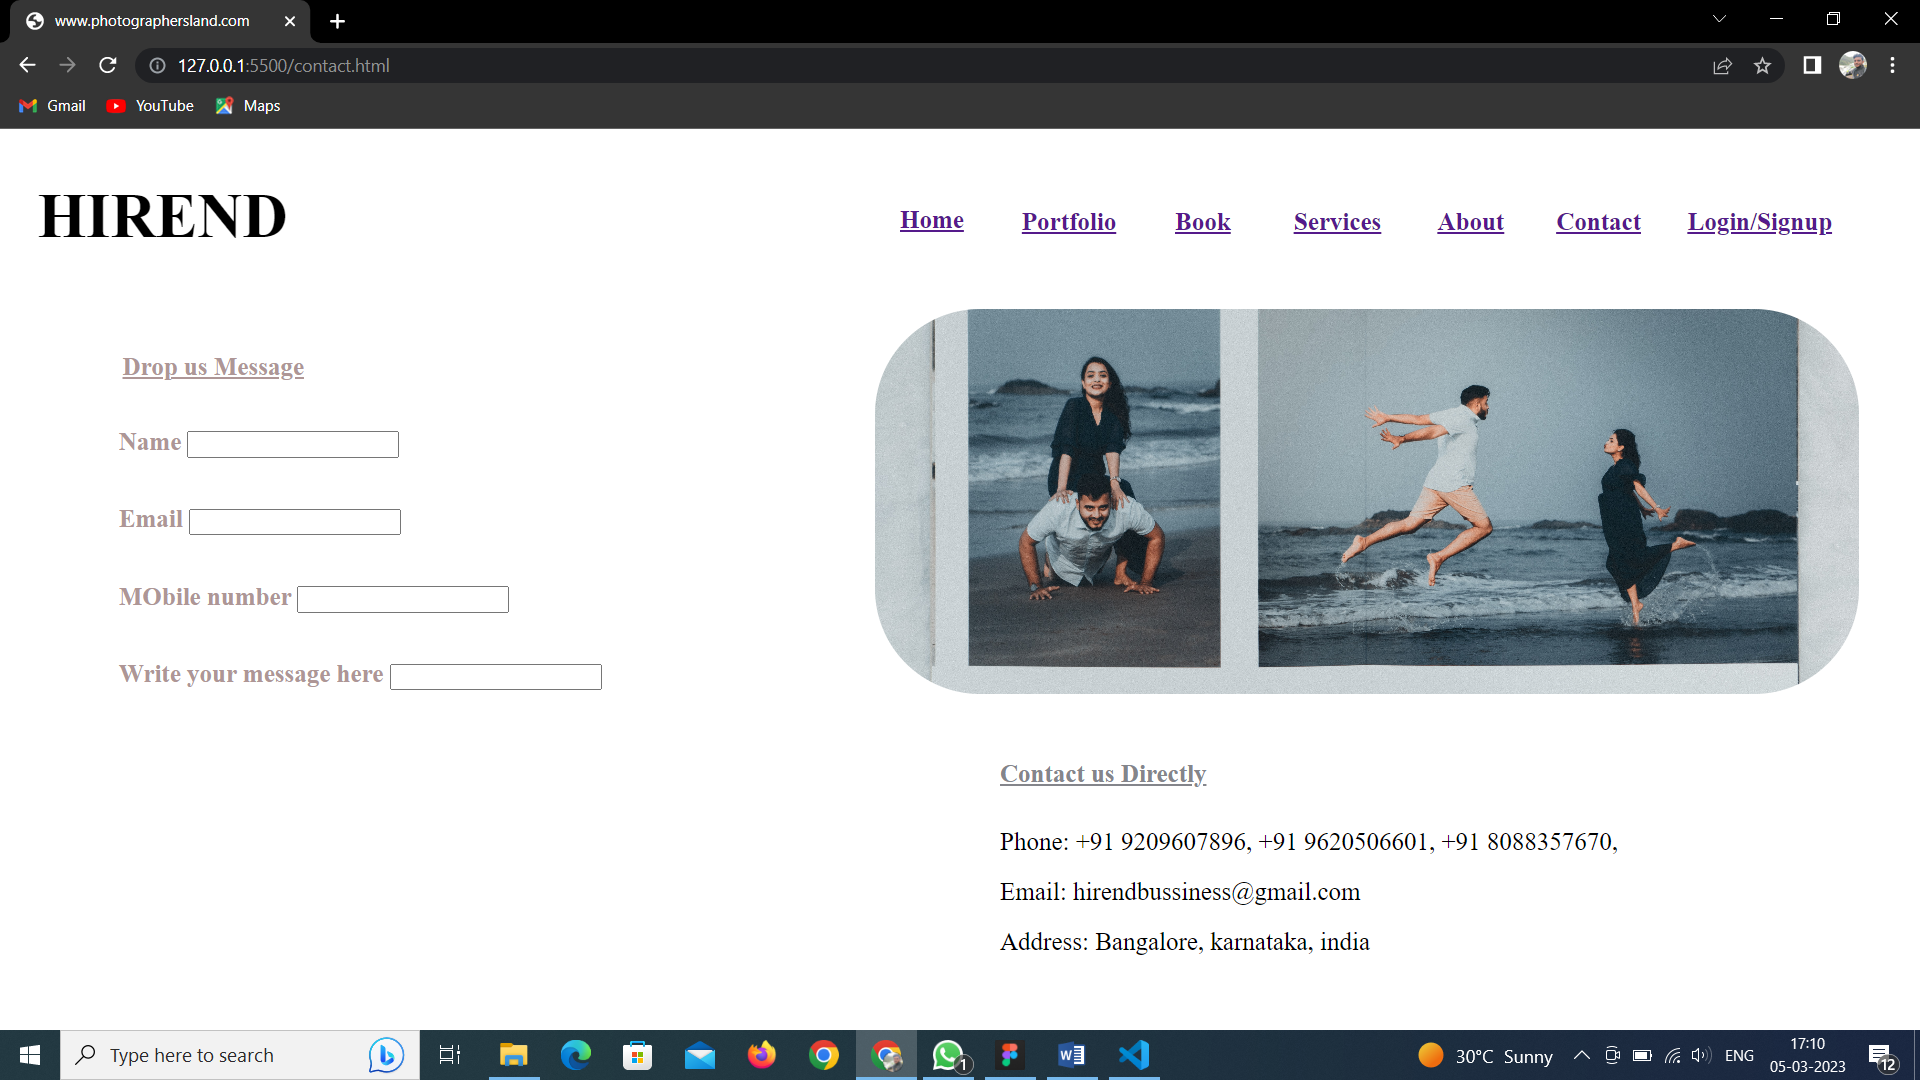 www.photographersland.com
127.0.0.1:5500/contact.html
Gmail YouTube Maps
HIREND
Home Portfolio Book Services About Contact Login/Signup
Drop us Message
Name
Email
MObile number
Write your message here
Contact us Directly
Phone: +91 9209607896, +91 9620506601, +91 8088357670,
Email: hirendbussiness@gmail.com
Address: Bangalore, karnataka, india
Type here to search
1
30°C Sunny
ENG
17:10
05-03-2023
12